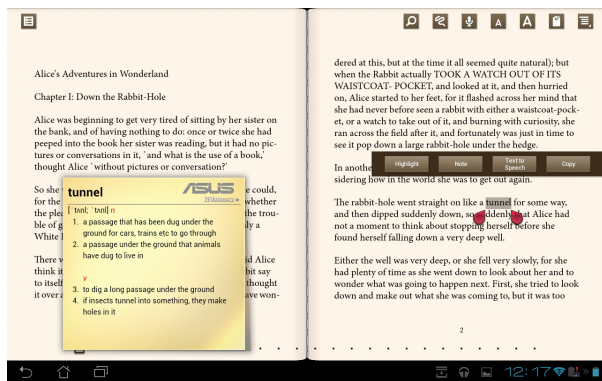 Alice's Adventures in Wonderland
Chapter I: Down the Rabbit-Hole
Alice was beginning to get very tired of sitting by her sister on
the bank, and of having nothing to do: once or twice she had
peeped into the book her sister was reading, but it had no pic-
tures or conversations in it, `and what is the use of a book,'
thought Alice `without pictures or conversation?'
So she
could,
for the
whether
the plea
the trou-
ble of g
ly a
White
There w
id Alice
think it
bit say
to itself
thought
it over a
ave won-
tunnel
ASUS
Wiktionary
[ˈtʌnl; ˈtʌnl] n
1. a passage that has been dug under the
ground for cars, trains etc to go through
2. a passage under the ground that animals
have dug to live in
v
3. to dig a long passage under the ground
4. if insects tunnel into something, they make
holes in it
A A
dered at this, but at the time it all seemed quite natural); but
when the Rabbit actually TOOK A WATCH OUT OF ITS
WAISTCOAT- POCKET, and looked at it, and then hurried
on, Alice started to her feet, for it flashed across her mind that
she had never before seen a rabbit with either a waistcoat-pock-
et, or a watch to take out of it, and burning with curiosity, she
ran across the field after it, and fortunately was just in time to
see it pop down a large rabbit-hole under the hedge.
In anothe
Highlight
Note
Text to
Speech
Copy
sidering how in the world she was to get out again.
The rabbit-hole went straight on like a tunnel for some way,
and then dipped suddenly down, so suddenly that Alice had
not a moment to think about stopping herself before she
found herself falling down a very deep well.
Either the well was very deep, or she fell very slowly, for she
had plenty of time as she went down to look about her and to
wonder what was going to happen next. First, she tried to look
down and make out what she was coming to, but it was too
2
12:17